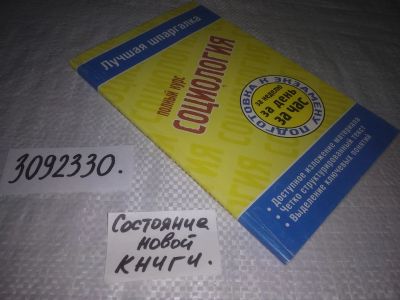 Лучшая шпаргалка
полный курс
СОЦИОЛОГИЯ
ПОДГОТОВКА К ЭКЗАМЕНУ
за неделю
за день
за час
• Доступное изложение материала
• Четко структурированный текст
• Выделение ключевых понятий
3092330.
Состояние
новой
книги.